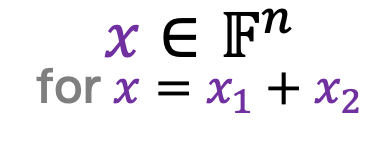 x ∈ 𝔽ⁿ
for x = x₁ + x₂